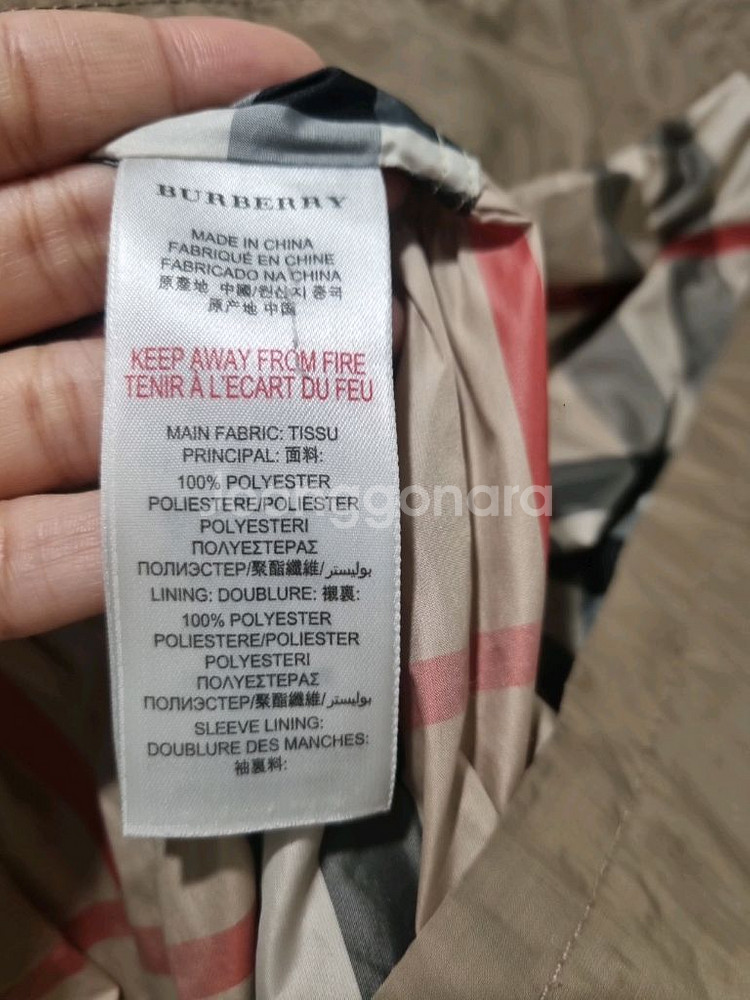 BURBERRY
MADE IN CHINA
FABRIQUÉ EN CHINE
FABRICADO NA CHINA
原產地 中國/원산지 중국
原产地 中国
KEEP AWAY FROM FIRE
TENIR À L'ECART DU FEU
MAIN FABRIC: TISSU
PRINCIPAL: 面料:
100% POLYESTER
POLIESTERE/POLIESTER
POLYESTERI
ΠΟΛΥΕΣΤΕΡΑΣ
ПОЛИЭСТЕР/聚酯纖維/بوليستر
LINING: DOUBLURE: 襯裏:
100% POLYESTER
POLIESTERE/POLIESTER
POLYESTERI
ΠΟΛΥΕΣΤΕΡΑΣ
ПОЛИЭСТЕР/聚酯纖維/بوليستر
SLEEVE LINING:
DOUBLURE DES MANCHES:
袖裏料: